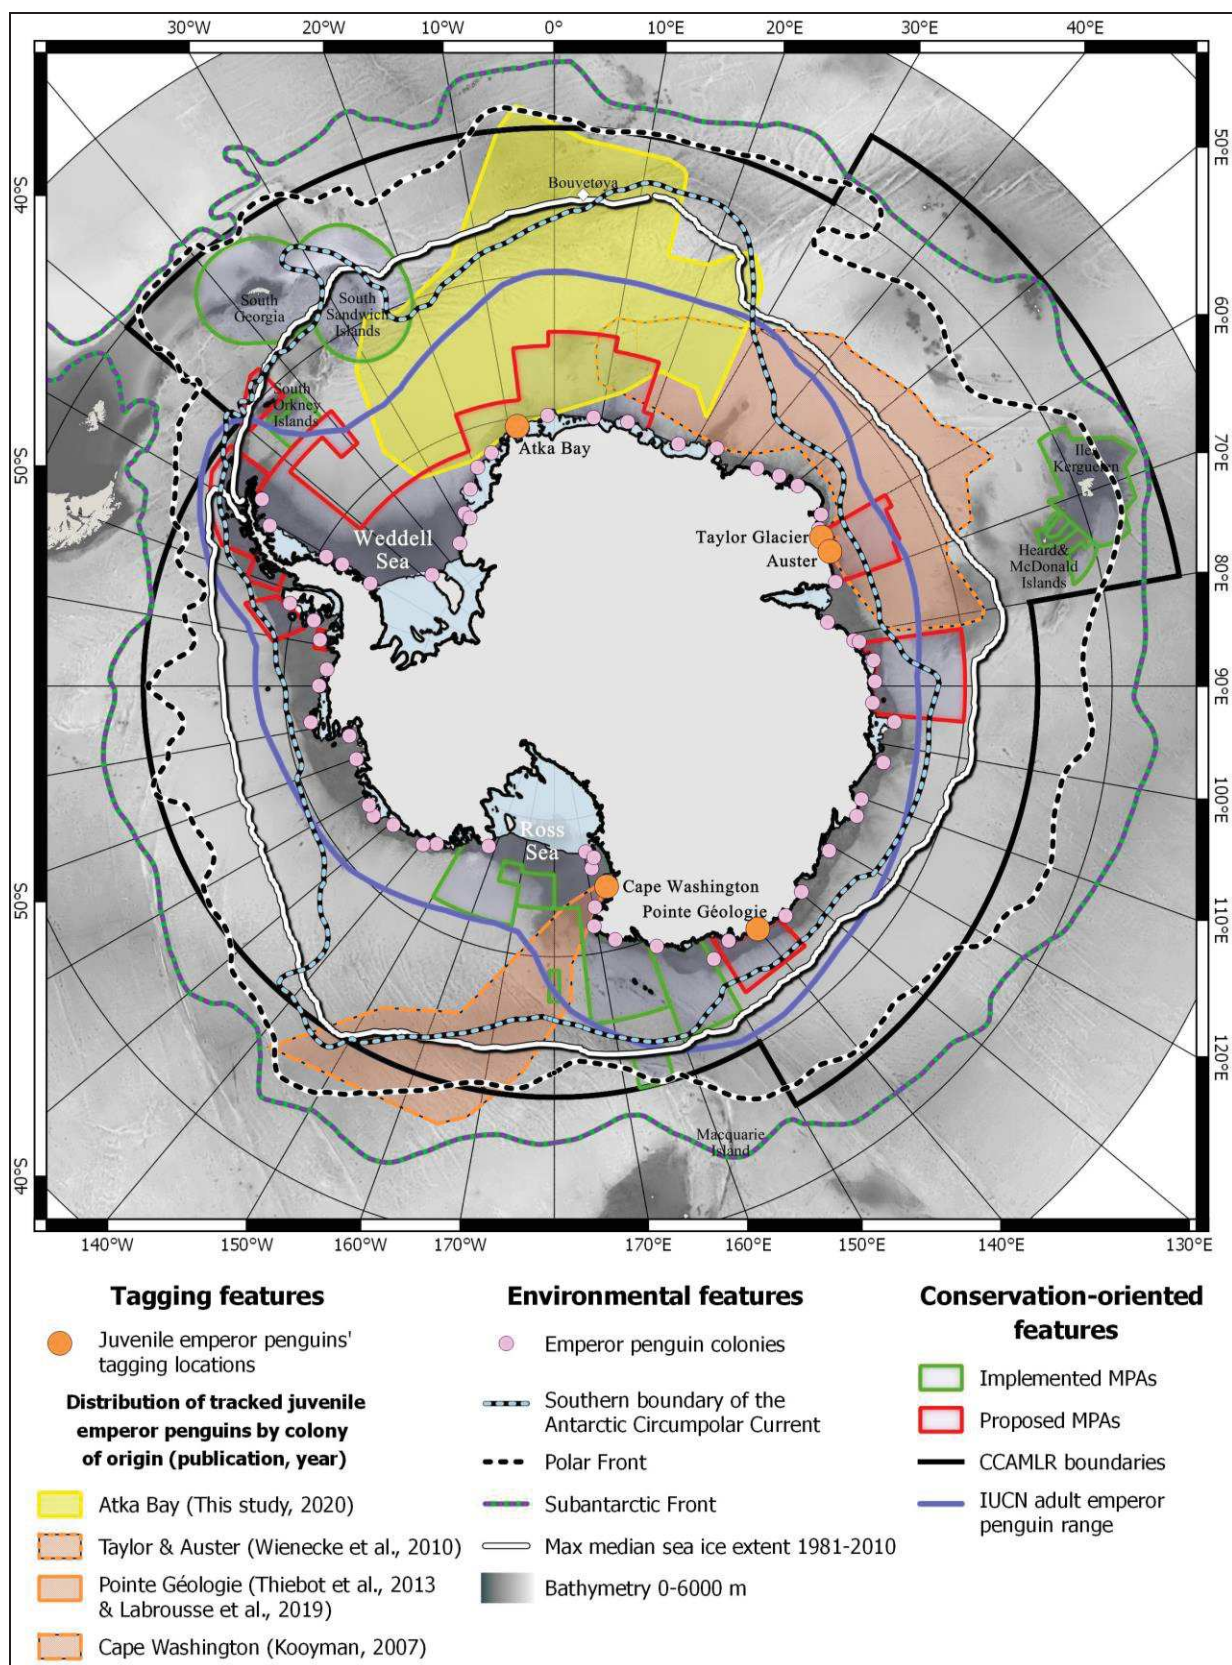 30°W 20°W 10°W 0° 10°E 20°E 30°E 40°E
50°E
40°S
Bouvetøya
60°E
South
Georgia
South
Sandwich
Islands
South
Orkney
Islands
50°S
Atka Bay
70°E
Iles
Kerguelen
Weddell
Sea
Taylor Glacier
Auster
Heard&
McDonald
Islands
80°E
90°E
100°E
Ross
Sea
Cape Washington
Pointe Géologie
50°S
110°E
120°E
Macquarie
Island
40°S
140°W 150°W 160°W 170°W 170°E 160°E 150°E 140°E 130°E
Tagging features
Juvenile emperor penguins'
tagging locations
Distribution of tracked juvenile
emperor penguins by colony
of origin (publication, year)
Atka Bay (This study, 2020)
Taylor & Auster (Wienecke et al., 2010)
Pointe Géologie (Thiebot et al., 2013
& Labrousse et al., 2019)
Cape Washington (Kooyman, 2007)
Environmental features
Emperor penguin colonies
Southern boundary of the
Antarctic Circumpolar Current
Polar Front
Subantarctic Front
Max median sea ice extent 1981-2010
Bathymetry 0-6000 m
Conservation-oriented
features
Implemented MPAs
Proposed MPAs
CCAMLR boundaries
IUCN adult emperor
penguin range